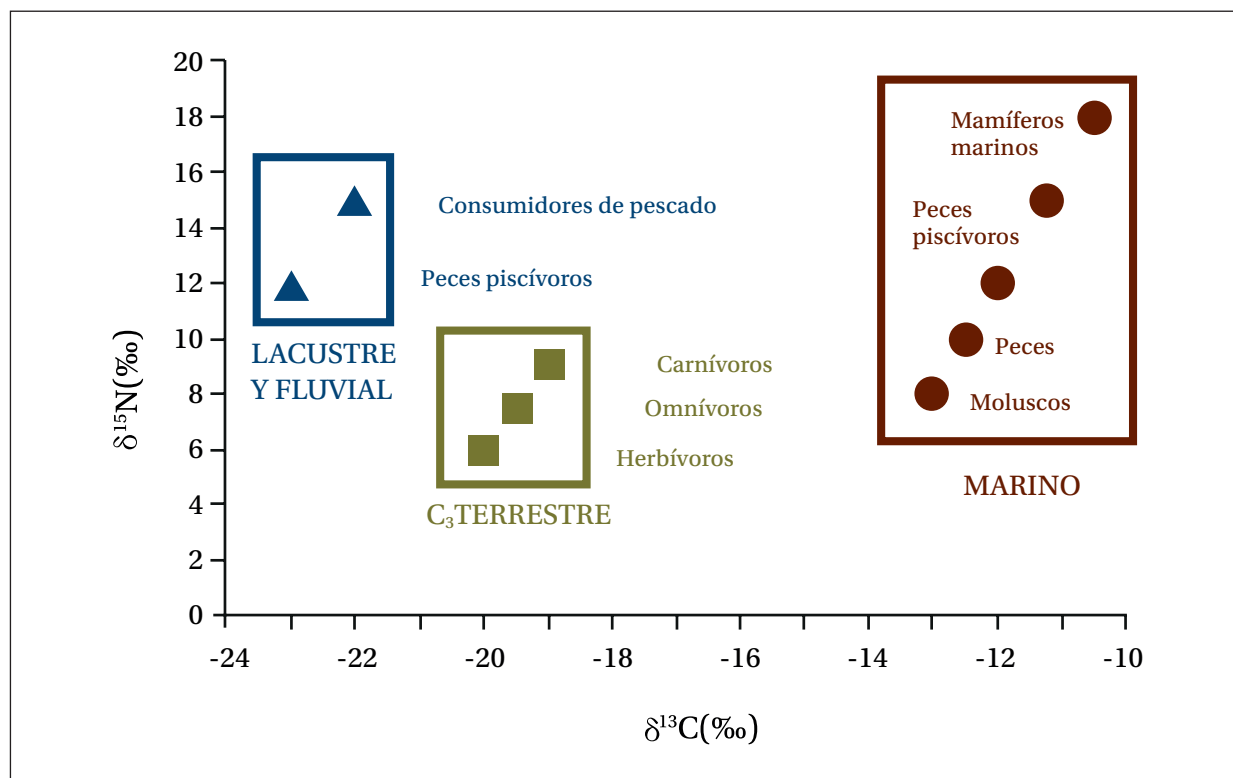 20
18
16
14
12
10
8
6
4
2
0
δ¹⁵N(‰)
-24
-22
-20
-18
-16
-14
-12
-10
δ¹³C(‰)
Consumidores de pescado
Peces piscívoros
LACUSTRE
Y FLUVIAL
Carnívoros
Omnívoros
Herbívoros
C₃TERRESTRE
Mamíferos
marinos
Peces
piscívoros
Peces
Moluscos
MARINO